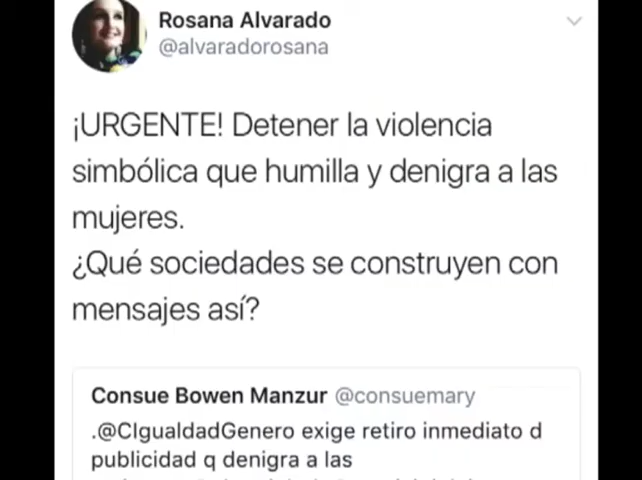 Rosana Alvarado
@alvaradorosana
¡URGENTE! Detener la violencia
simbólica que humilla y denigra a las
mujeres.
¿Qué sociedades se construyen con
mensajes así?
Consue Bowen Manzur @consuemary
.@CIgualdadGenero exige retiro inmediato d
publicidad q denigra a las